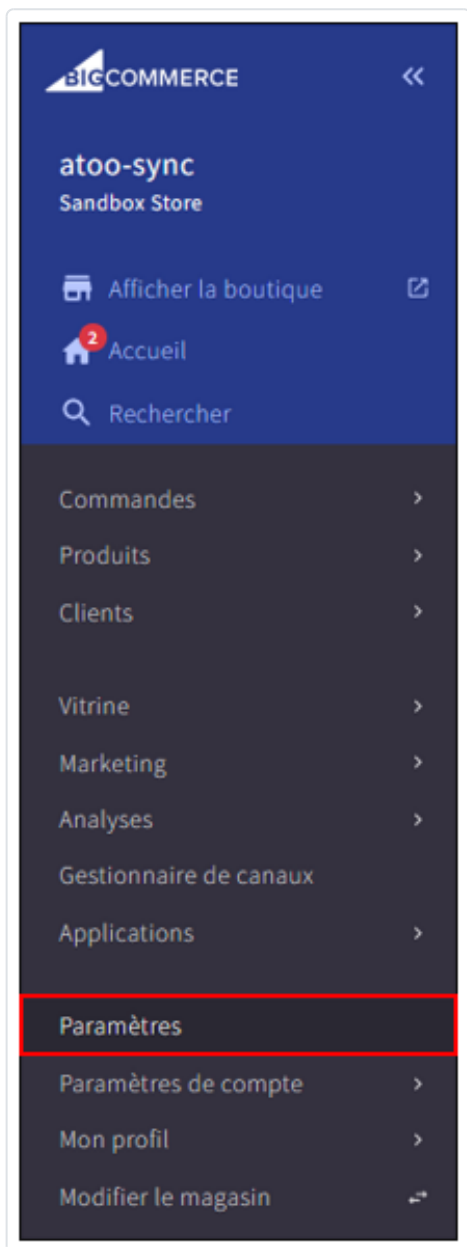 BIGCOMMERCE
atoo-sync
Sandbox Store
Afficher la boutique
2
Accueil
Rechercher
Commandes
Produits
Clients
Vitrine
Marketing
Analyses
Gestionnaire de canaux
Applications
Paramètres
Paramètres de compte
Mon profil
Modifier le magasin